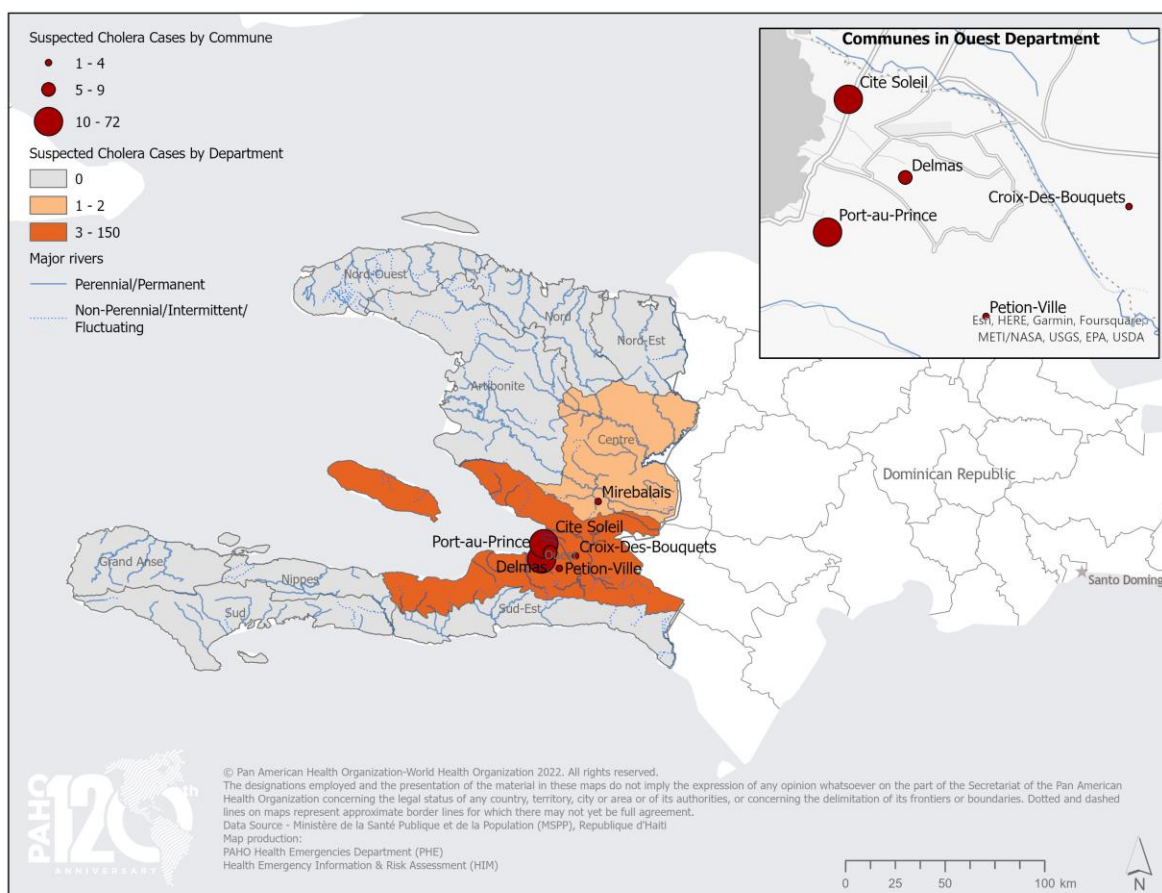 Suspected Cholera Cases by Commune
1 - 4
5 - 9
10 - 72
Suspected Cholera Cases by Department
0
1 - 2
3 - 150
Major rivers
Perennial/Permanent
Non-Perennial/Intermittent/
Fluctuating
Communes in Ouest Department
Cite Soleil
Delmas
Croix-Des-Bouquets
Port-au-Prince
Petion-Ville
Esri, HERE, Garmin, Foursquare,
METI/NASA, USGS, EPA, USDA
Nord-Ouest
Nord
Nord-Est
Artibonite
Centre
Dominican Republic
Mirebalais
Cite Soleil
Port-au-Prince
Croix-Des-Bouquets
Delmas
Petion-Ville
Grand Anse
Nippes
Sud
Sud-Est
Santo Doming
PAHO
120th
ANNIVERSARY
© Pan American Health Organization-World Health Organization 2022. All rights reserved.
The designations employed and the presentation of the material in these maps do not imply the expression of any opinion whatsoever on the part of the Secretariat of the Pan American
Health Organization concerning the legal status of any country, territory, city or area or of its authorities, or concerning the delimitation of its frontiers or boundaries. Dotted and dashed
lines on maps represent approximate border lines for which there may not yet be full agreement.
Data Source - Ministère de la Santé Publique et de la Population (MSPP), Republique d'Haiti
Map production:
PAHO Health Emergencies Department (PHE)
Health Emergency Information & Risk Assessment (HIM)
0 25 50 100 km
N